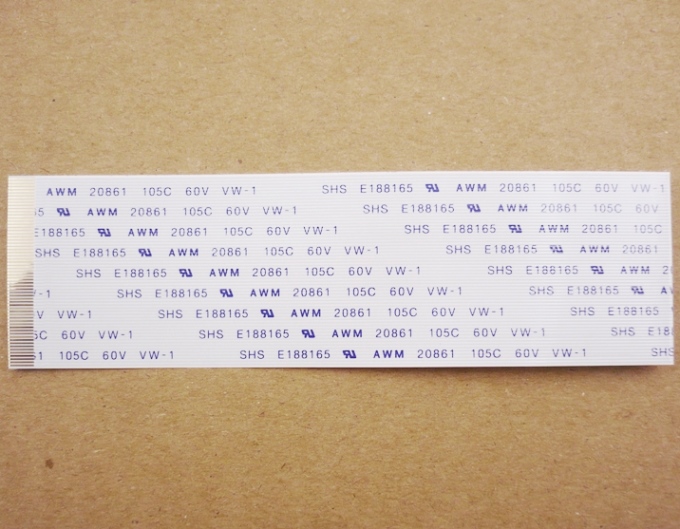 AWM 20861 105C 60V VW-1 SHS E188165 AWM 20861 105C 60V VW-1
AWM 20861 105C 60V VW-1 SHS E188165 AWM 20861 105C 60V
E188165 AWM 20861 105C 60V VW-1 SHS E188165 AWM 20861 105C
SHS E188165 AWM 20861 105C 60V VW-1 SHS E188165 AWM 20861
SHS E188165 AWM 20861 105C 60V VW-1 SHS E188165 AWM
-1 SHS E188165 AWM 20861 105C 60V VW-1 SHS E188165
V VW-1 SHS E188165 AWM 20861 105C 60V VW-1 SHS E188165
C 60V VW-1 SHS E188165 AWM 20861 105C 60V VW-1 SHS E18
1 105C 60V VW-1 SHS E188165 AWM 20861 105C 60V VW-1 SHS